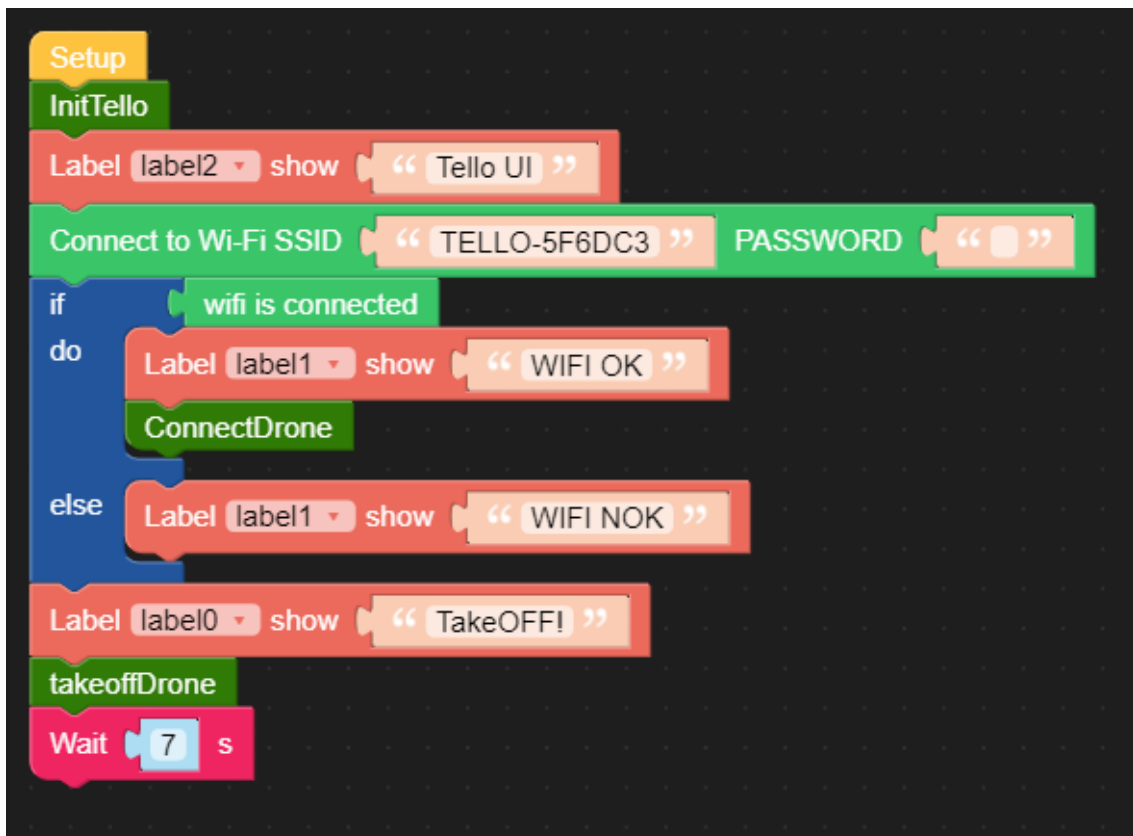 Setup
InitTello
Label label2 show “ Tello UI ”
Connect to Wi-Fi SSID “ TELLO-5F6DC3 ” PASSWORD “ ”
if wifi is connected
do Label label1 show “ WIFI OK ”
ConnectDrone
else Label label1 show “ WIFI NOK ”
Label label0 show “ TakeOFF! ”
takeoffDrone
Wait 7 s